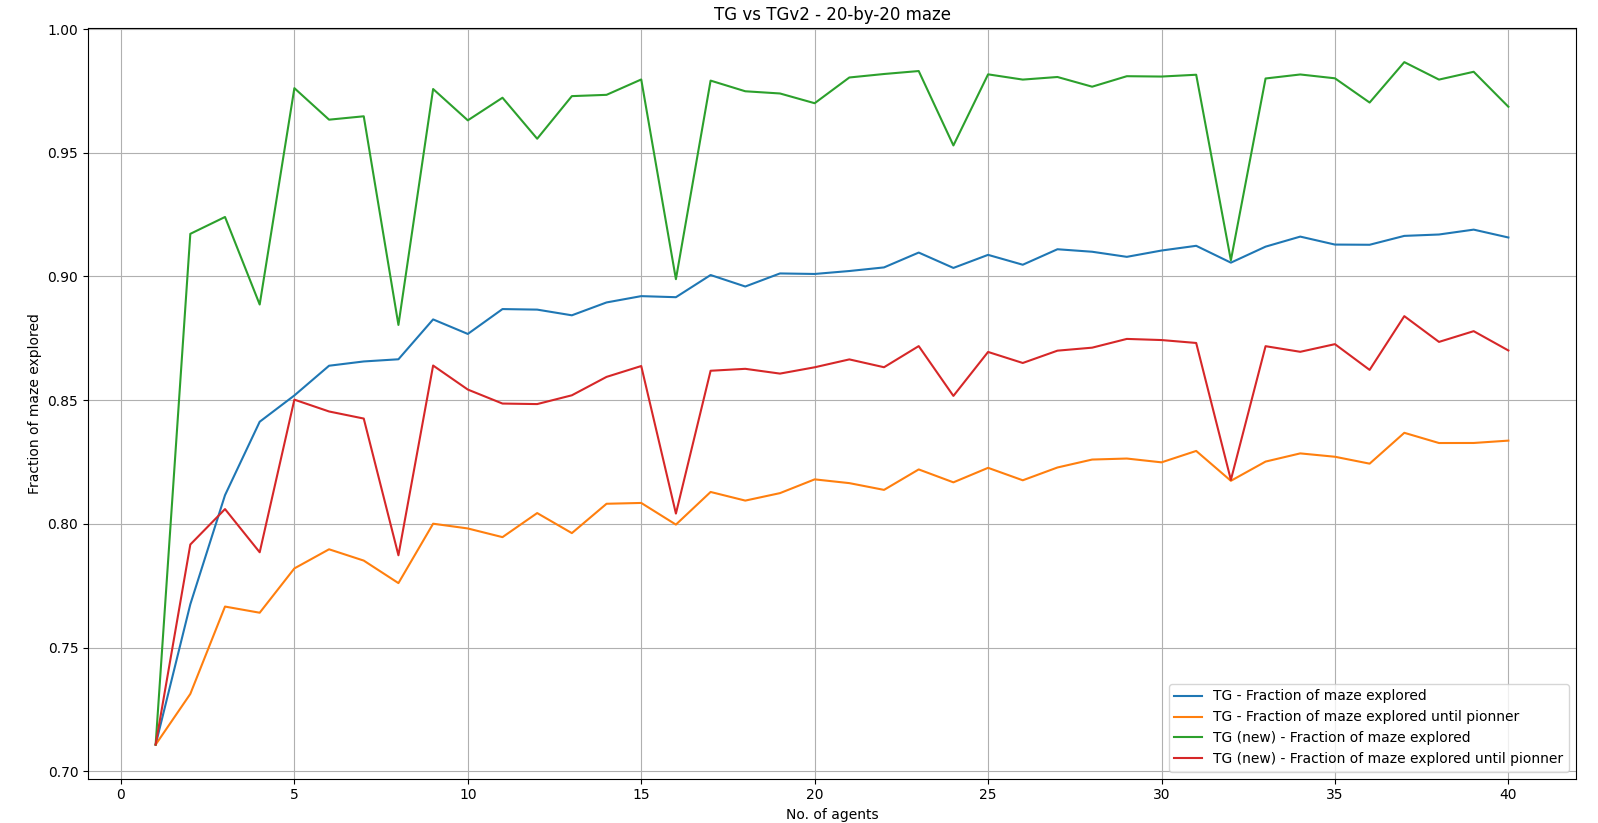 TG vs TGv2 - 20-by-20 maze
1.00
0.95
0.90
0.85
0.80
0.75
0.70
Fraction of maze explored
0 5 10 15 20 25 30 35 40
No. of agents
TG - Fraction of maze explored
TG - Fraction of maze explored until pionner
TG (new) - Fraction of maze explored
TG (new) - Fraction of maze explored until pionner